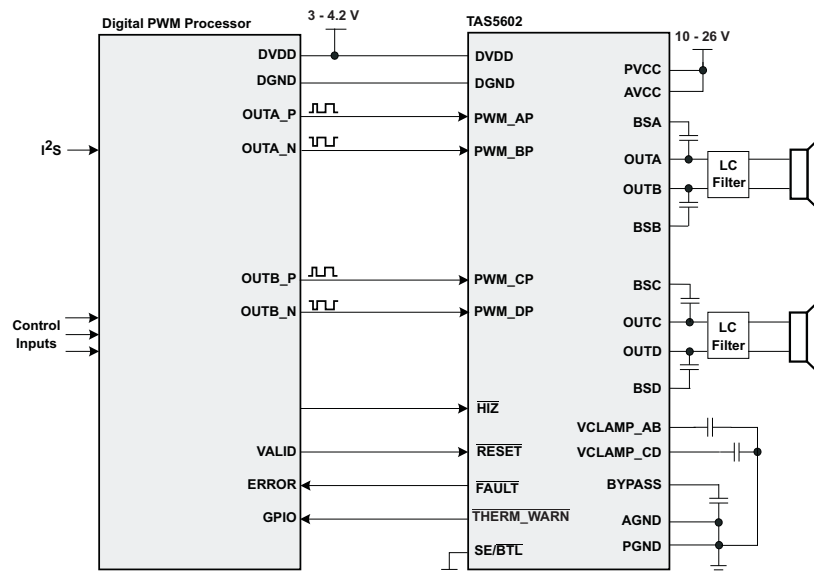 Digital PWM Processor
3 - 4.2 V
TAS5602
10 - 26 V
DVDD
DVDD
DGND
DGND
PVCC
AVCC
OUTA_P
PWM_AP
BSA
I2S
OUTA_N
PWM_BP
OUTA
LC
Filter
OUTB
BSB
OUTB_P
PWM_CP
BSC
OUTB_N
PWM_DP
OUTC
LC
Filter
Control
Inputs
OUTD
BSD
HIZ
VCLAMP_AB
VALID
RESET
VCLAMP_CD
ERROR
FAULT
BYPASS
GPIO
THERM_WARN
AGND
SE/BTL
PGND